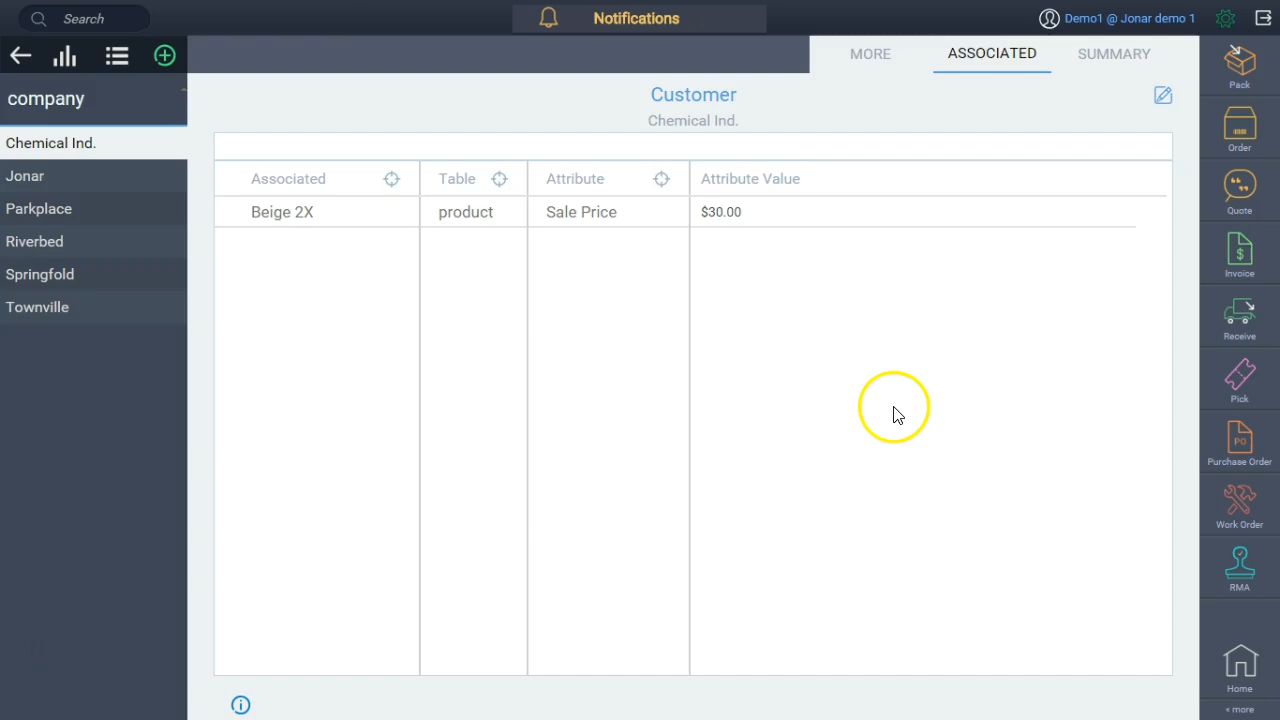 Search
Notifications
Demo1 @ Jonar demo 1
MORE
ASSOCIATED
SUMMARY
company
Chemical Ind.
Jonar
Parkplace
Riverbed
Springfold
Townville
Customer
Chemical Ind.
Associated Table Attribute Attribute Value
Beige 2X product Sale Price $30.00
Pack
Order
Quote
$
Invoice
Receive
Pick
PO
Purchase Order
Work Order
RMA
Home
< more